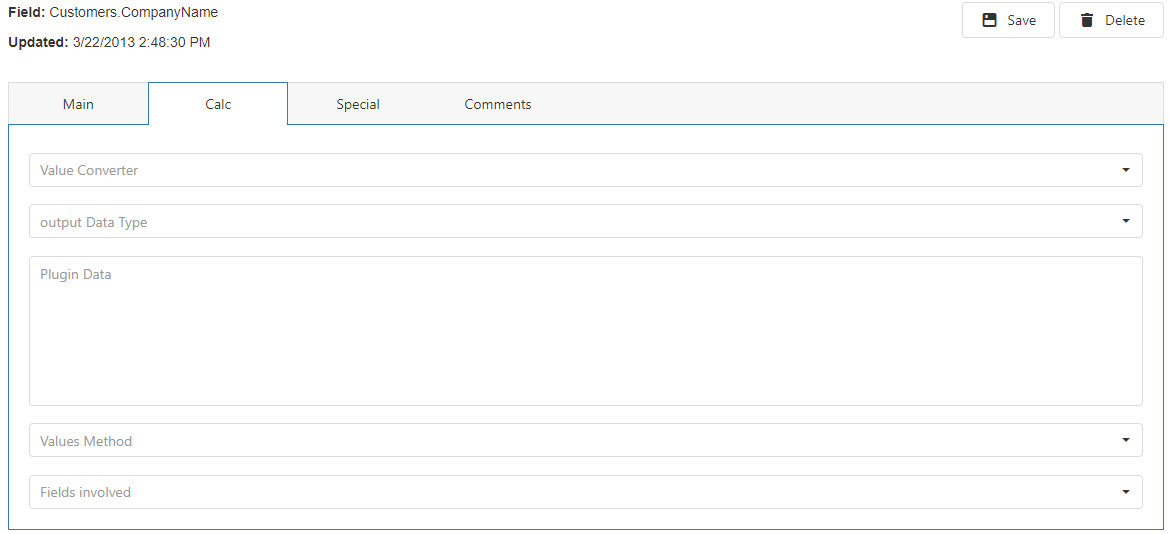 Field: Customers.CompanyName
Save
Delete
Updated: 3/22/2013 2:48:30 PM
Main
Calc
Special
Comments
Value Converter
output Data Type
Plugin Data
Values Method
Fields involved